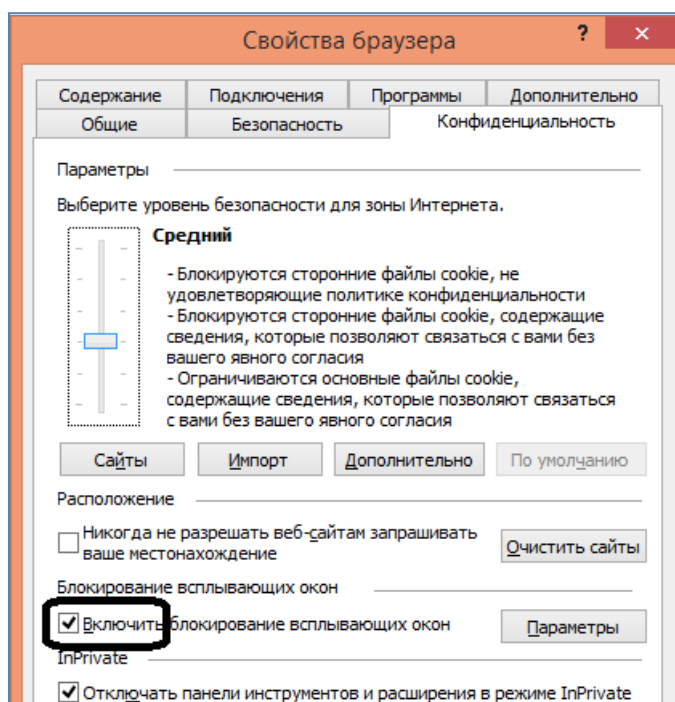 Свойства браузера
? ×
Содержание Подключения Программы Дополнительно
Общие Безопасность Конфиденциальность
Параметры
Выберите уровень безопасности для зоны Интернета.
Средний
- Блокируются сторонние файлы cookie, не
удовлетворяющие политике конфиденциальности
- Блокируются сторонние файлы cookie, содержащие
сведения, которые позволяют связаться с вами без
вашего явного согласия
- Ограничиваются основные файлы cookie,
содержащие сведения, которые позволяют связаться
с вами без вашего явного согласия
Сайты Импорт Дополнительно По умолчанию
Расположение
Никогда не разрешать веб-сайтам запрашивать
ваше местонахождение
Очистить сайты
Блокирование всплывающих окон
Включить блокирование всплывающих окон
Параметры
InPrivate
Отключать панели инструментов и расширения в режиме InPrivate